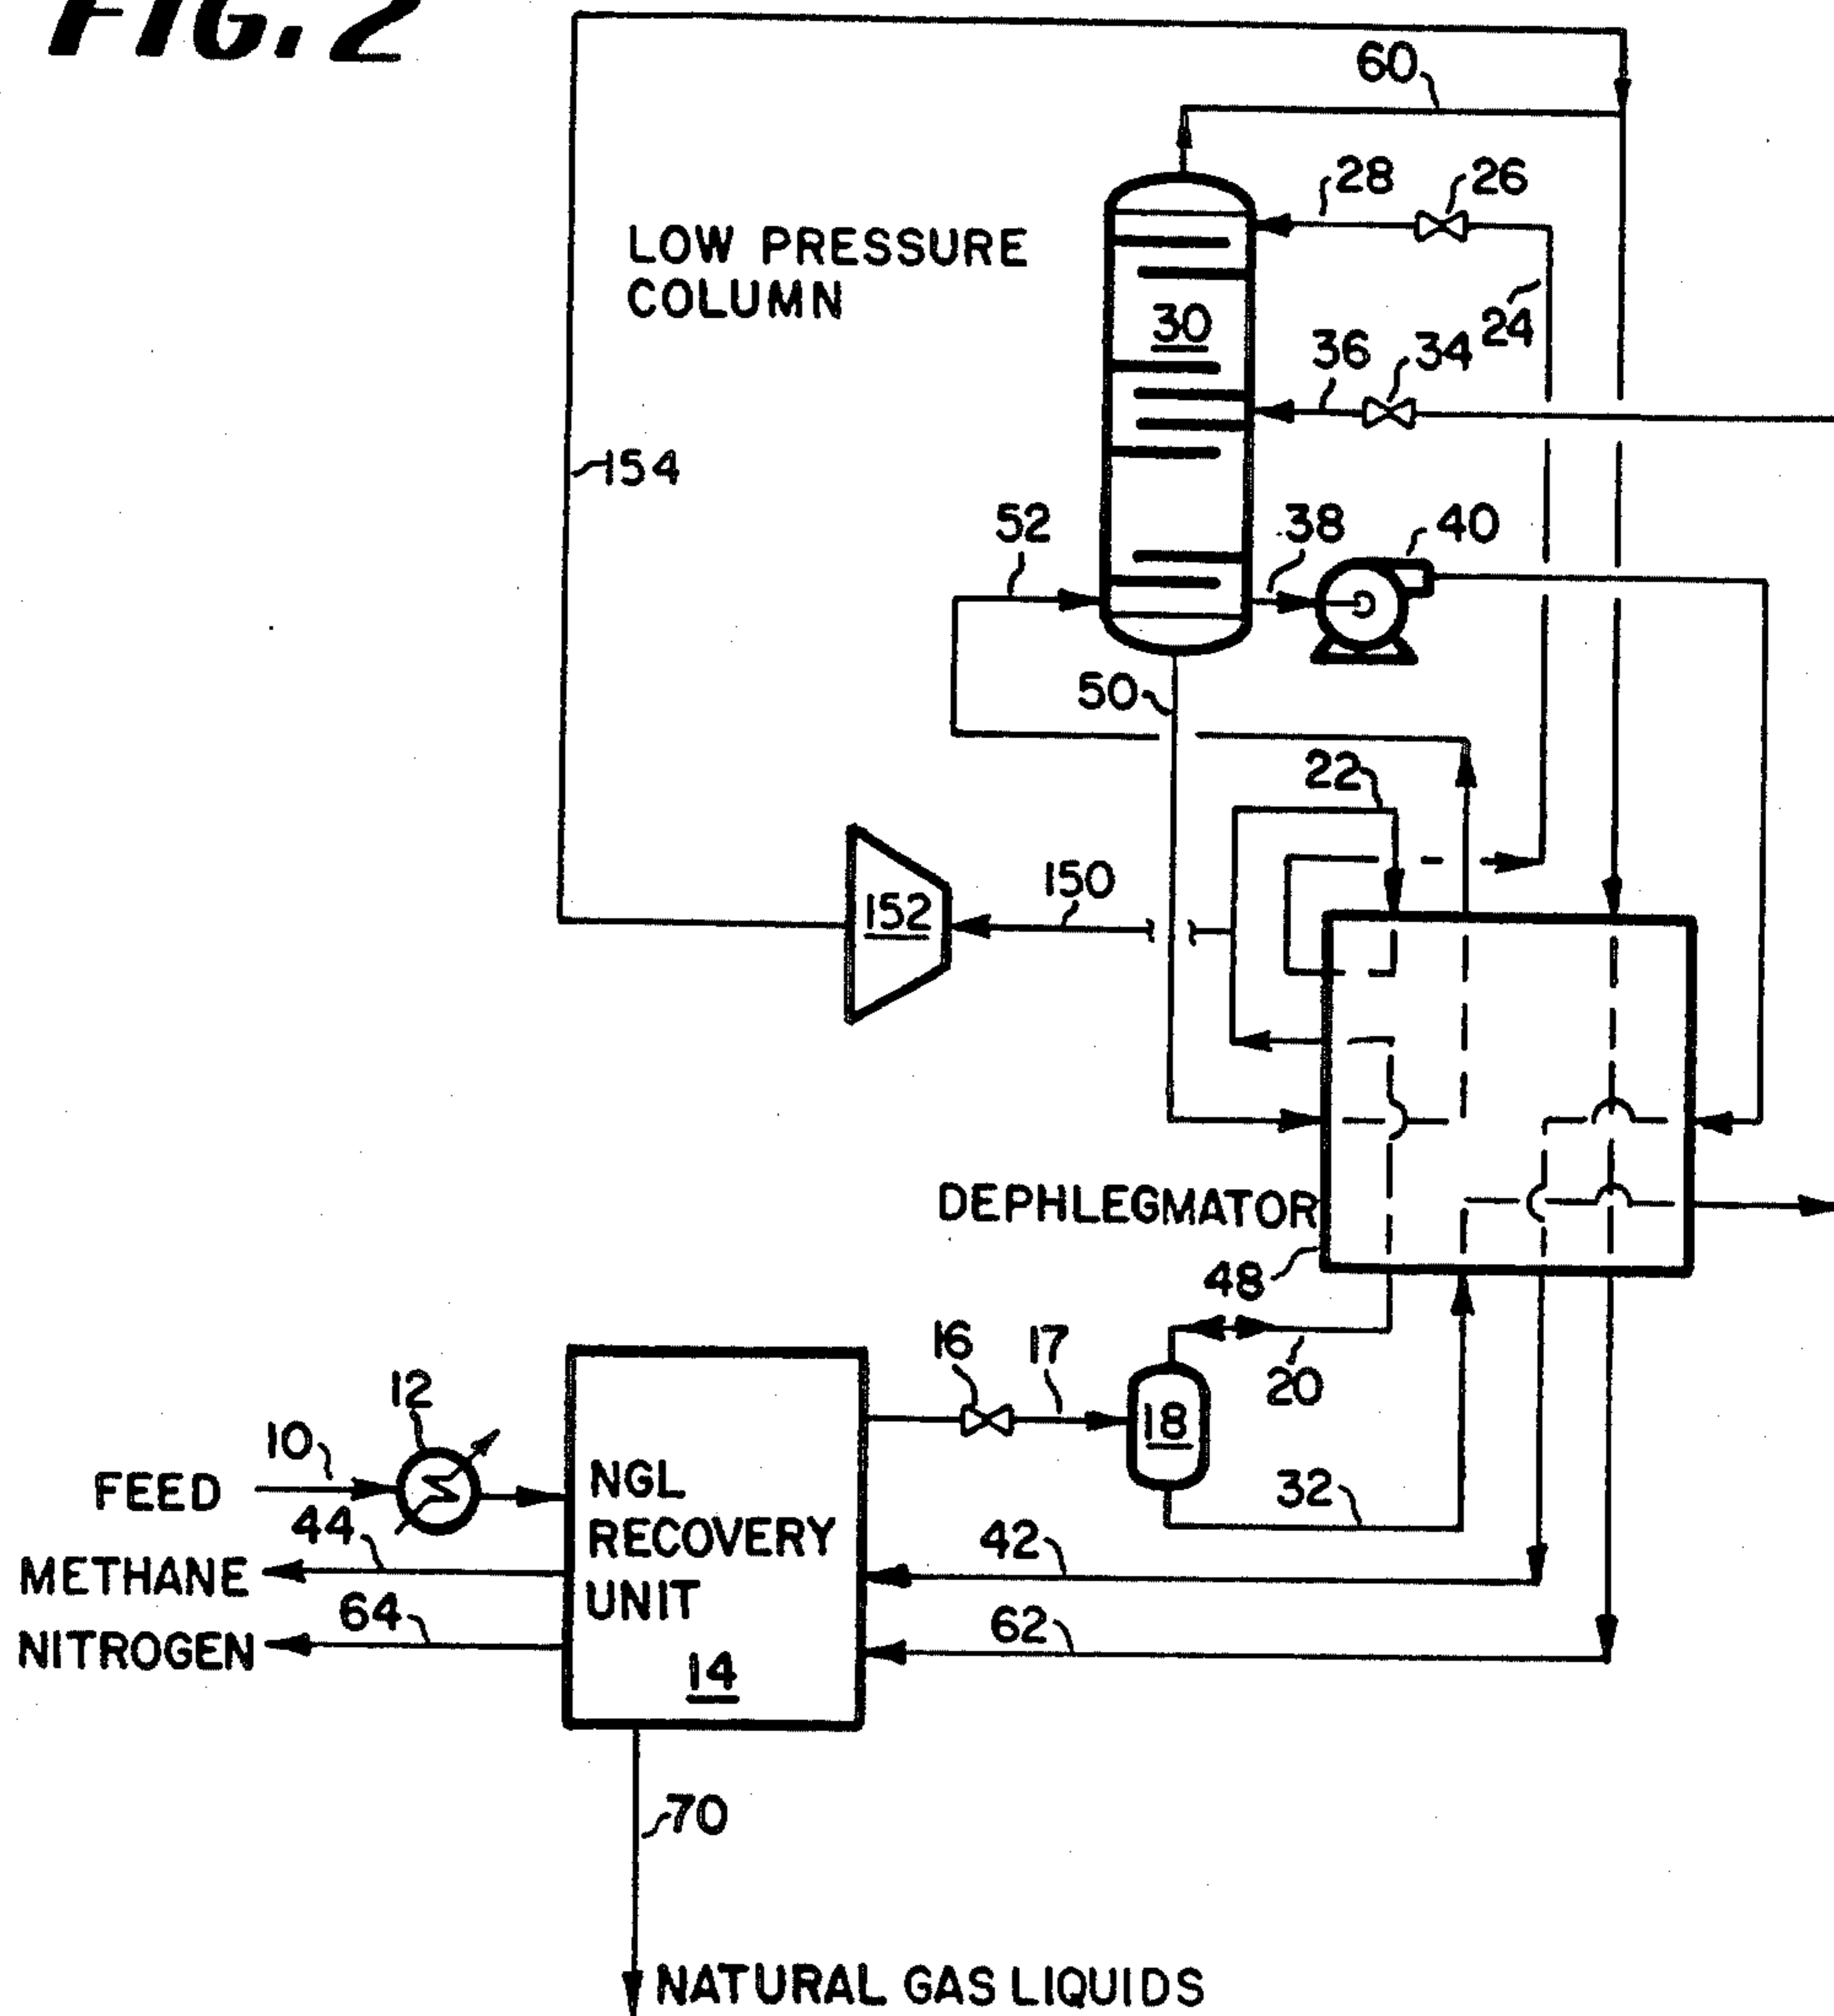 FIG. 2
60
28
26
LOW PRESSURE
COLUMN
30
24
36
34
154
52
38
40
50
22
150
152
DEPHLEGMATOR
48
16
17
20
12
18
10
FEED
NGL
RECOVERY
UNIT
32
44
42
METHANE
64
62
NITROGEN
14
70
NATURAL GAS LIQUIDS